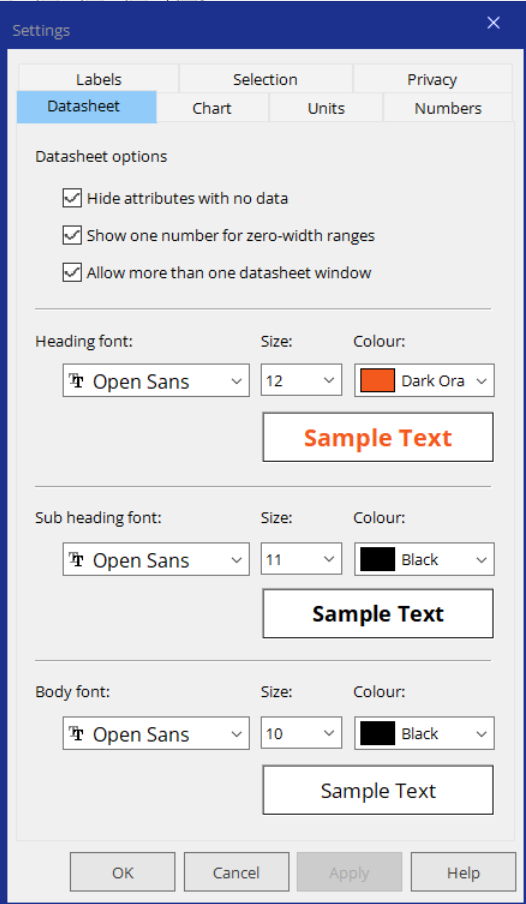 Settings
Labels Selection Privacy
Datasheet Chart Units Numbers
Datasheet options
Hide attributes with no data
Show one number for zero-width ranges
Allow more than one datasheet window
Heading font: Size: Colour:
Open Sans 12 Dark Ora
Sample Text
Sub heading font: Size: Colour:
Open Sans 11 Black
Sample Text
Body font: Size: Colour:
Open Sans 10 Black
Sample Text
OK Cancel Apply Help